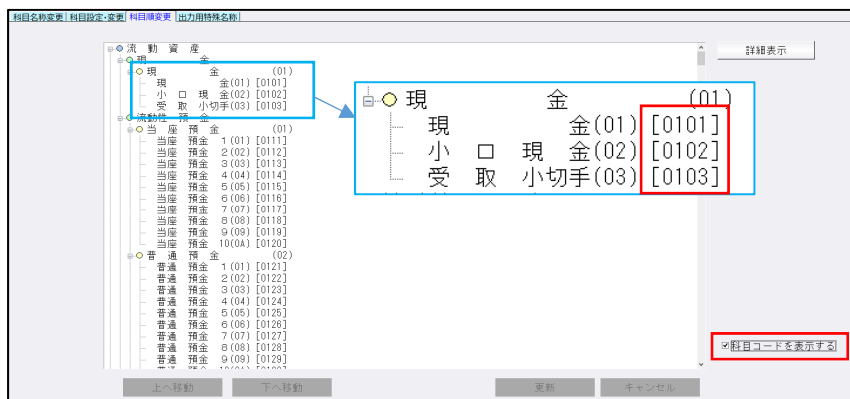 科目名称変更 科目設定・変更 科目順変更 出力用特殊名称
流 動 資 産
現 金
現 金 (01)
現 金(01) [0101]
小 口 現 金(02) [0102]
受 取 小切手(03) [0103]
流動性 預 金
当 座 預 金 (01)
当座 預金 1(01) [0111]
当座 預金 2(02) [0112]
当座 預金 3(03) [0113]
当座 預金 4(04) [0114]
当座 預金 5(05) [0115]
当座 預金 6(06) [0116]
当座 預金 7(07) [0117]
当座 預金 8(08) [0118]
当座 預金 9(09) [0119]
当座 預金 10(0A) [0120]
普 通 預 金 (02)
普通 預金 1(01) [0121]
普通 預金 2(02) [0122]
普通 預金 3(03) [0123]
普通 預金 4(04) [0124]
普通 預金 5(05) [0125]
普通 預金 6(06) [0126]
普通 預金 7(07) [0127]
普通 預金 8(08) [0128]
普通 預金 9(09) [0129]
現 金 (01)
現 金(01) [0101]
小 口 現 金(02) [0102]
受 取 小切手(03) [0103]
詳細表示
科目コードを表示する
上へ移動 下へ移動 更新 キャンセル